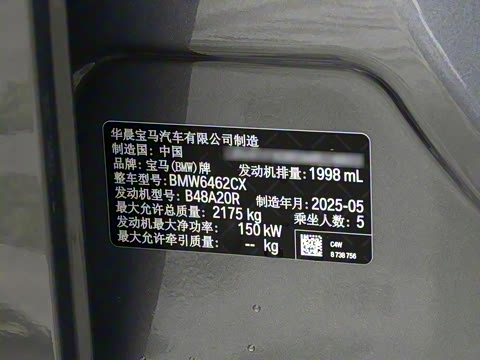 华晨宝马汽车有限公司制造
制造国: 中国
品牌: 宝马(BMW)牌 发动机排量: 1998 mL
整车型号: BMW6462CX
发动机型号: B48A20R 制造年月: 2025-05
最大允许总质量: 2175 kg 乘坐人数: 5
发动机最大净功率: 150 kW
最大允许牵引质量: -- kg
C4W
8 738 756